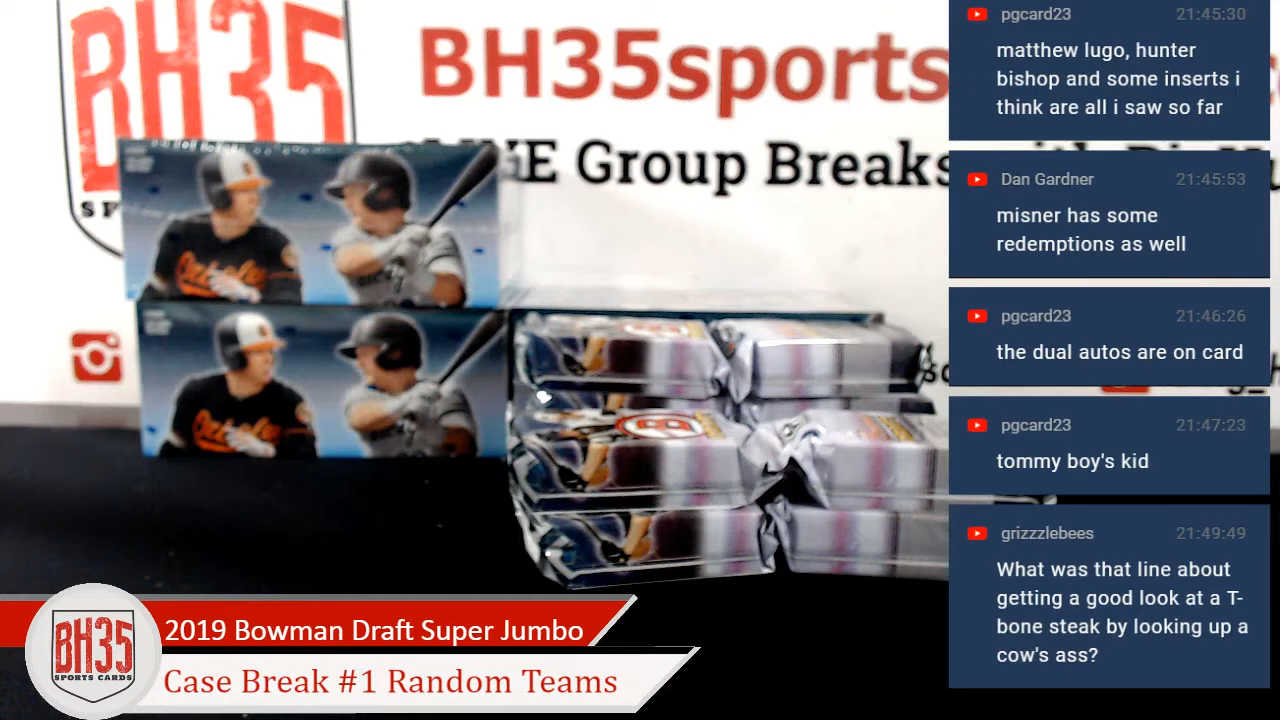 BH35
BH35sports
LIVE Group Breaks
pgcard23 21:45:30
matthew lugo, hunter
bishop and some inserts i
think are all i saw so far
Dan Gardner 21:45:53
misner has some
redemptions as well
pgcard23 21:46:26
the dual autos are on card
pgcard23 21:47:23
tommy boy's kid
grizzzlebees 21:49:49
What was that line about
getting a good look at a T-
bone steak by looking up a
cow's ass?
Orioles
Orioles
B
BH35
SPORTS CARDS
2019 Bowman Draft Super Jumbo
Case Break #1 Random Teams